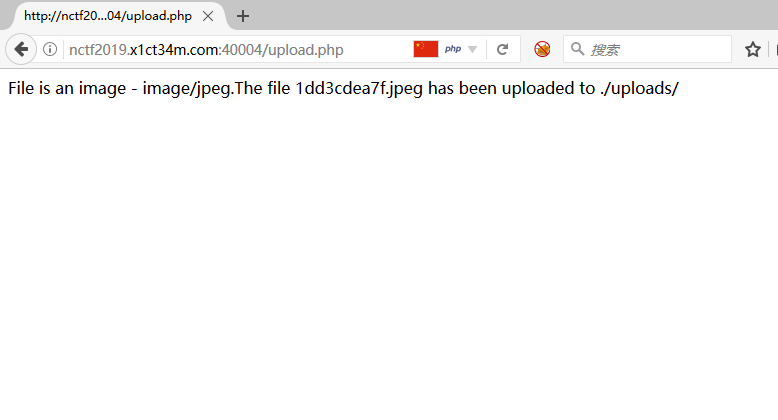 http://nctf20...04/upload.php
nctf2019.x1ct34m.com:40004/upload.php php 搜索
File is an image - image/jpeg.The file 1dd3cdea7f.jpeg has been uploaded to ./uploads/